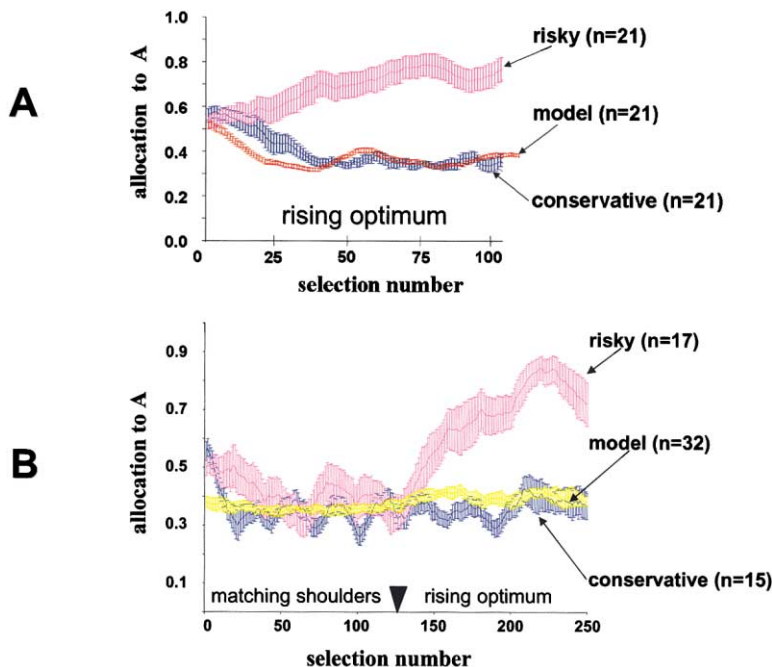 A
allocation to A
1.0
0.8
0.6
0.4
0.2
0.0
risky (n=21)
model (n=21)
conservative (n=21)
rising optimum
0 25 50 75 100
selection number
B
allocation to A
0.9
0.7
0.5
0.3
0.1
risky (n=17)
model (n=32)
conservative (n=15)
matching shoulders rising optimum
0 50 100 150 200 250
selection number